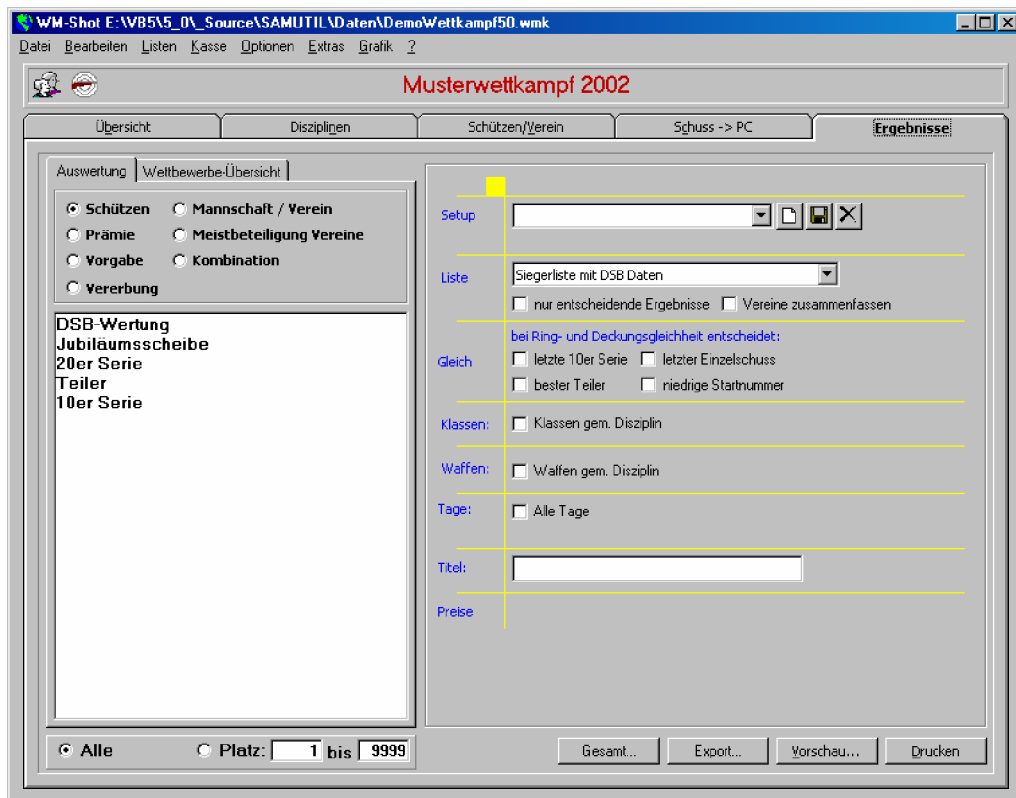 WM-Shot E:\VB5\5_0\_Source\SAMUTIL\Daten\DemoWettkampf50.wmk
Datei Bearbeiten Listen Kasse Optionen Extras Grafik ?
Musterwettkampf 2002
Übersicht Disziplinen Schützen/Verein Schuss -> PC Ergebnisse
Auswertung Wettbewerbe-Übersicht
Schützen Mannschaft / Verein
Prämie Meistbeteiligung Vereine
Vorgabe Kombination
Vererbung
DSB-Wertung
Jubiläumsscheibe
20er Serie
Teiler
10er Serie
Alle Platz: 1 bis 9999
Setup
Liste Siegerliste mit DSB Daten
nur entscheidende Ergebnisse Vereine zusammenfassen
bei Ring- und Deckungsgleichheit entscheidet:
Gleich letzte 10er Serie letzter Einzelschuss
bester Teiler niedrige Startnummer
Klassen: Klassen gem. Disziplin
Waffen: Waffen gem. Disziplin
Tage: Alle Tage
Titel:
Preise
Gesamt... Export... Vorschau... Drucken